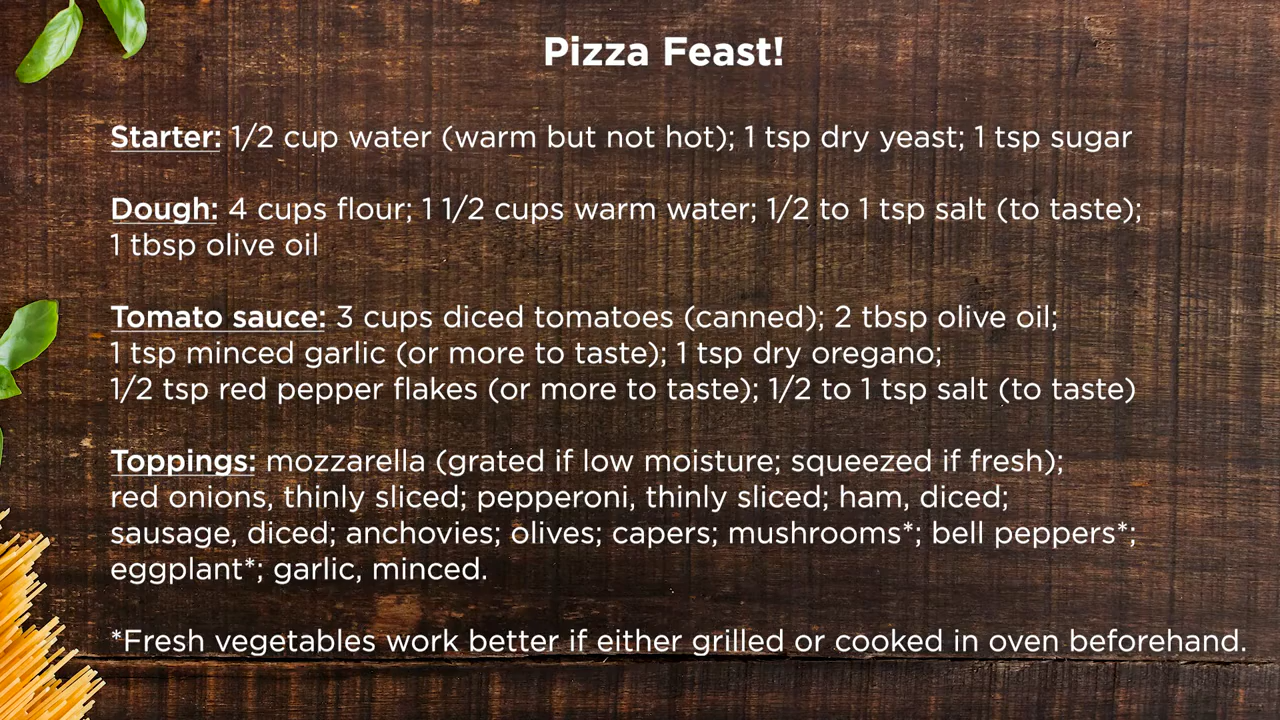 Pizza Feast!
Starter: 1/2 cup water (warm but not hot); 1 tsp dry yeast; 1 tsp sugar
Dough: 4 cups flour; 1 1/2 cups warm water; 1/2 to 1 tsp salt (to taste);
1 tbsp olive oil
Tomato sauce: 3 cups diced tomatoes (canned); 2 tbsp olive oil;
1 tsp minced garlic (or more to taste); 1 tsp dry oregano;
1/2 tsp red pepper flakes (or more to taste); 1/2 to 1 tsp salt (to taste)
Toppings: mozzarella (grated if low moisture; squeezed if fresh);
red onions, thinly sliced; pepperoni, thinly sliced; ham, diced;
sausage, diced; anchovies; olives; capers; mushrooms*; bell peppers*;
eggplant*; garlic, minced.
*Fresh vegetables work better if either grilled or cooked in oven beforehand.